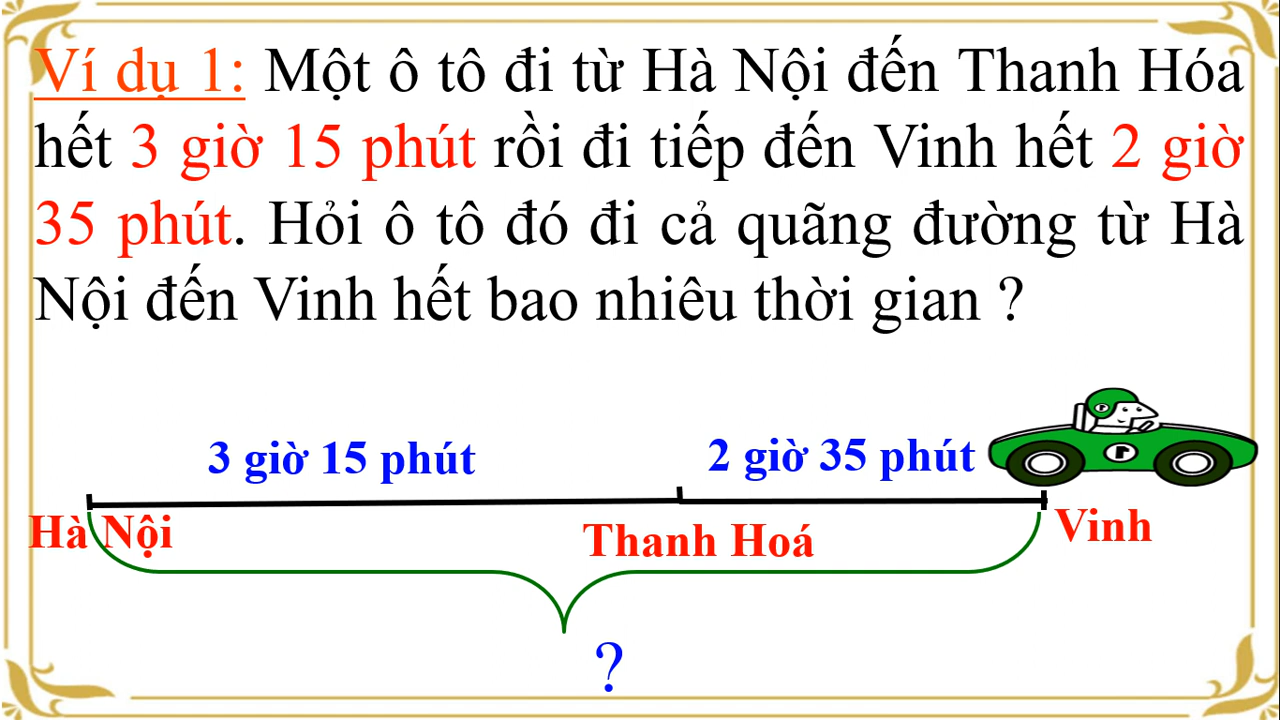 Ví dụ 1: Một ô tô đi từ Hà Nội đến Thanh Hóa
hết 3 giờ 15 phút rồi đi tiếp đến Vinh hết 2 giờ
35 phút. Hỏi ô tô đó đi cả quãng đường từ Hà
Nội đến Vinh hết bao nhiêu thời gian ?
3 giờ 15 phút
2 giờ 35 phút
Hà Nội
Thanh Hoá
Vinh
?